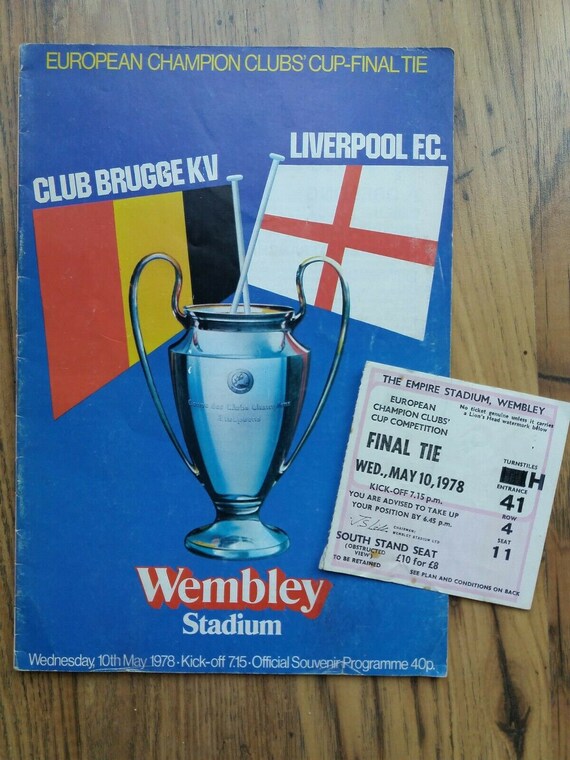 EUROPEAN CHAMPION CLUBS' CUP-FINAL TIE
LIVERPOOL F.C.
CLUB BRUGGE KV
Wembley
Stadium
Wednesday, 10th May 1978 · Kick-off 7.15 · Official Souvenir Programme 40p.
THE EMPIRE STADIUM, WEMBLEY
EUROPEAN
CHAMPION CLUBS'
CUP COMPETITION
No ticket genuine unless it carries
a Lion's Head watermark below
FINAL TIE
WED., MAY 10, 1978
KICK-OFF 7.15 p.m.
YOU ARE ADVISED TO TAKE UP
YOUR POSITION BY 6.45 p.m.
CHAIRMAN:
WEMBLEY STADIUM LTD
TURNSTILES
H
ENTRANCE
41
ROW
4
SEAT
11
SOUTH STAND SEAT
(OBSTRUCTED
VIEW)
£10 for £8
TO BE RETAINED
SEE PLAN AND CONDITIONS ON BACK